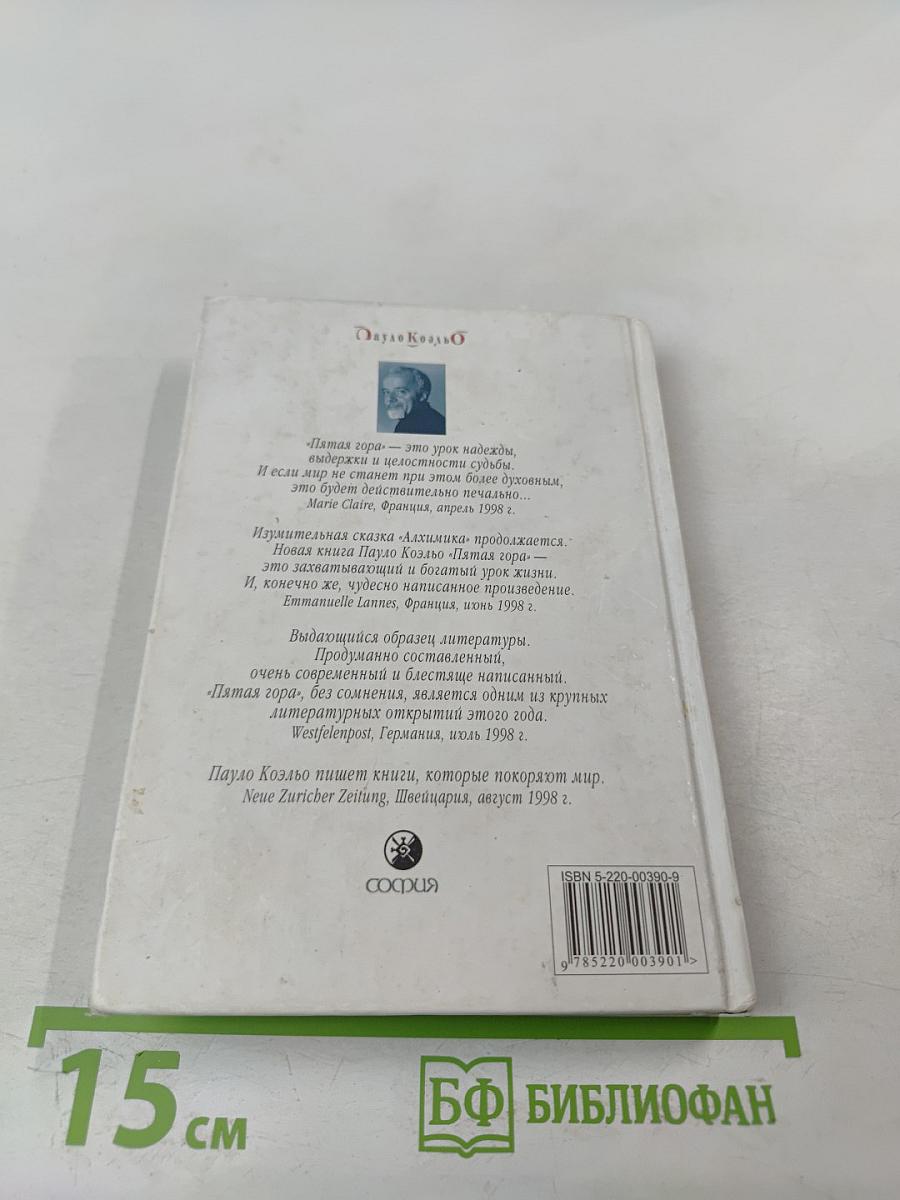 Пауло Коэльо
«Пятая гора» — это урок надежды,
выдержки и целостности судьбы.
И если мир не станет при этом более духовным,
это будет действительно печально...
Marie Claire, Франция, апрель 1998 г.
Изумительная сказка «Алхимика» продолжается.
Новая книга Пауло Коэльо «Пятая гора» —
это захватывающий и богатый урок жизни.
И, конечно же, чудесно написанное произведение.
Emmanuelle Lannes, Франция, июнь 1998 г.
Выдающийся образец литературы.
Продуманно составленный,
очень современный и блестяще написанный.
«Пятая гора», без сомнения, является одним из крупных
литературных открытий этого года.
Westfelenpost, Германия, июль 1998 г.
Пауло Коэльо пишет книги, которые покоряют мир.
Neue Zuricher Zeitung, Швейцария, август 1998 г.
СОФИЯ
ISBN 5-220-00390-9
9 785220 003901 >
15 см
БФ БИБЛИОФАН